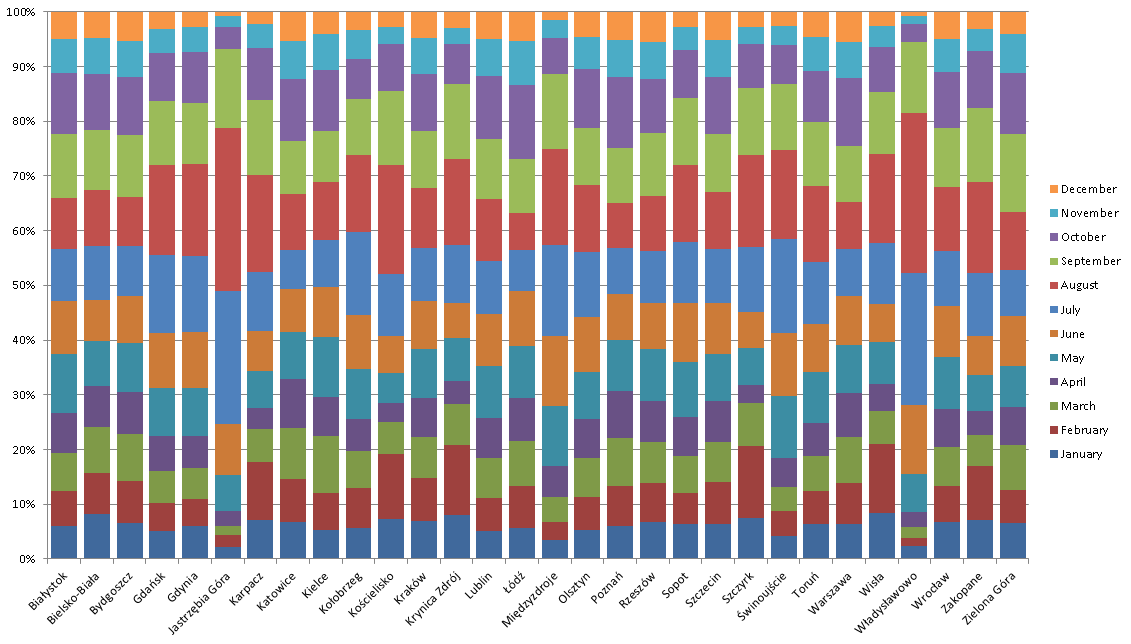 100%
90%
80%
70%
60%
50%
40%
30%
20%
10%
0%
Białystok
Bielsko-Biała
Bydgoszcz
Gdańsk
Gdynia
Jastrzębia Góra
Karpacz
Katowice
Kielce
Kołobrzeg
Kościelisko
Kraków
Krynica Zdrój
Lublin
Łódź
Międzyzdroje
Olsztyn
Poznań
Rzeszów
Sopot
Szczecin
Szczyrk
Świnoujście
Toruń
Warszawa
Wisła
Władysławowo
Wrocław
Zakopane
Zielona Góra
December
November
October
September
August
July
June
May
April
March
February
January